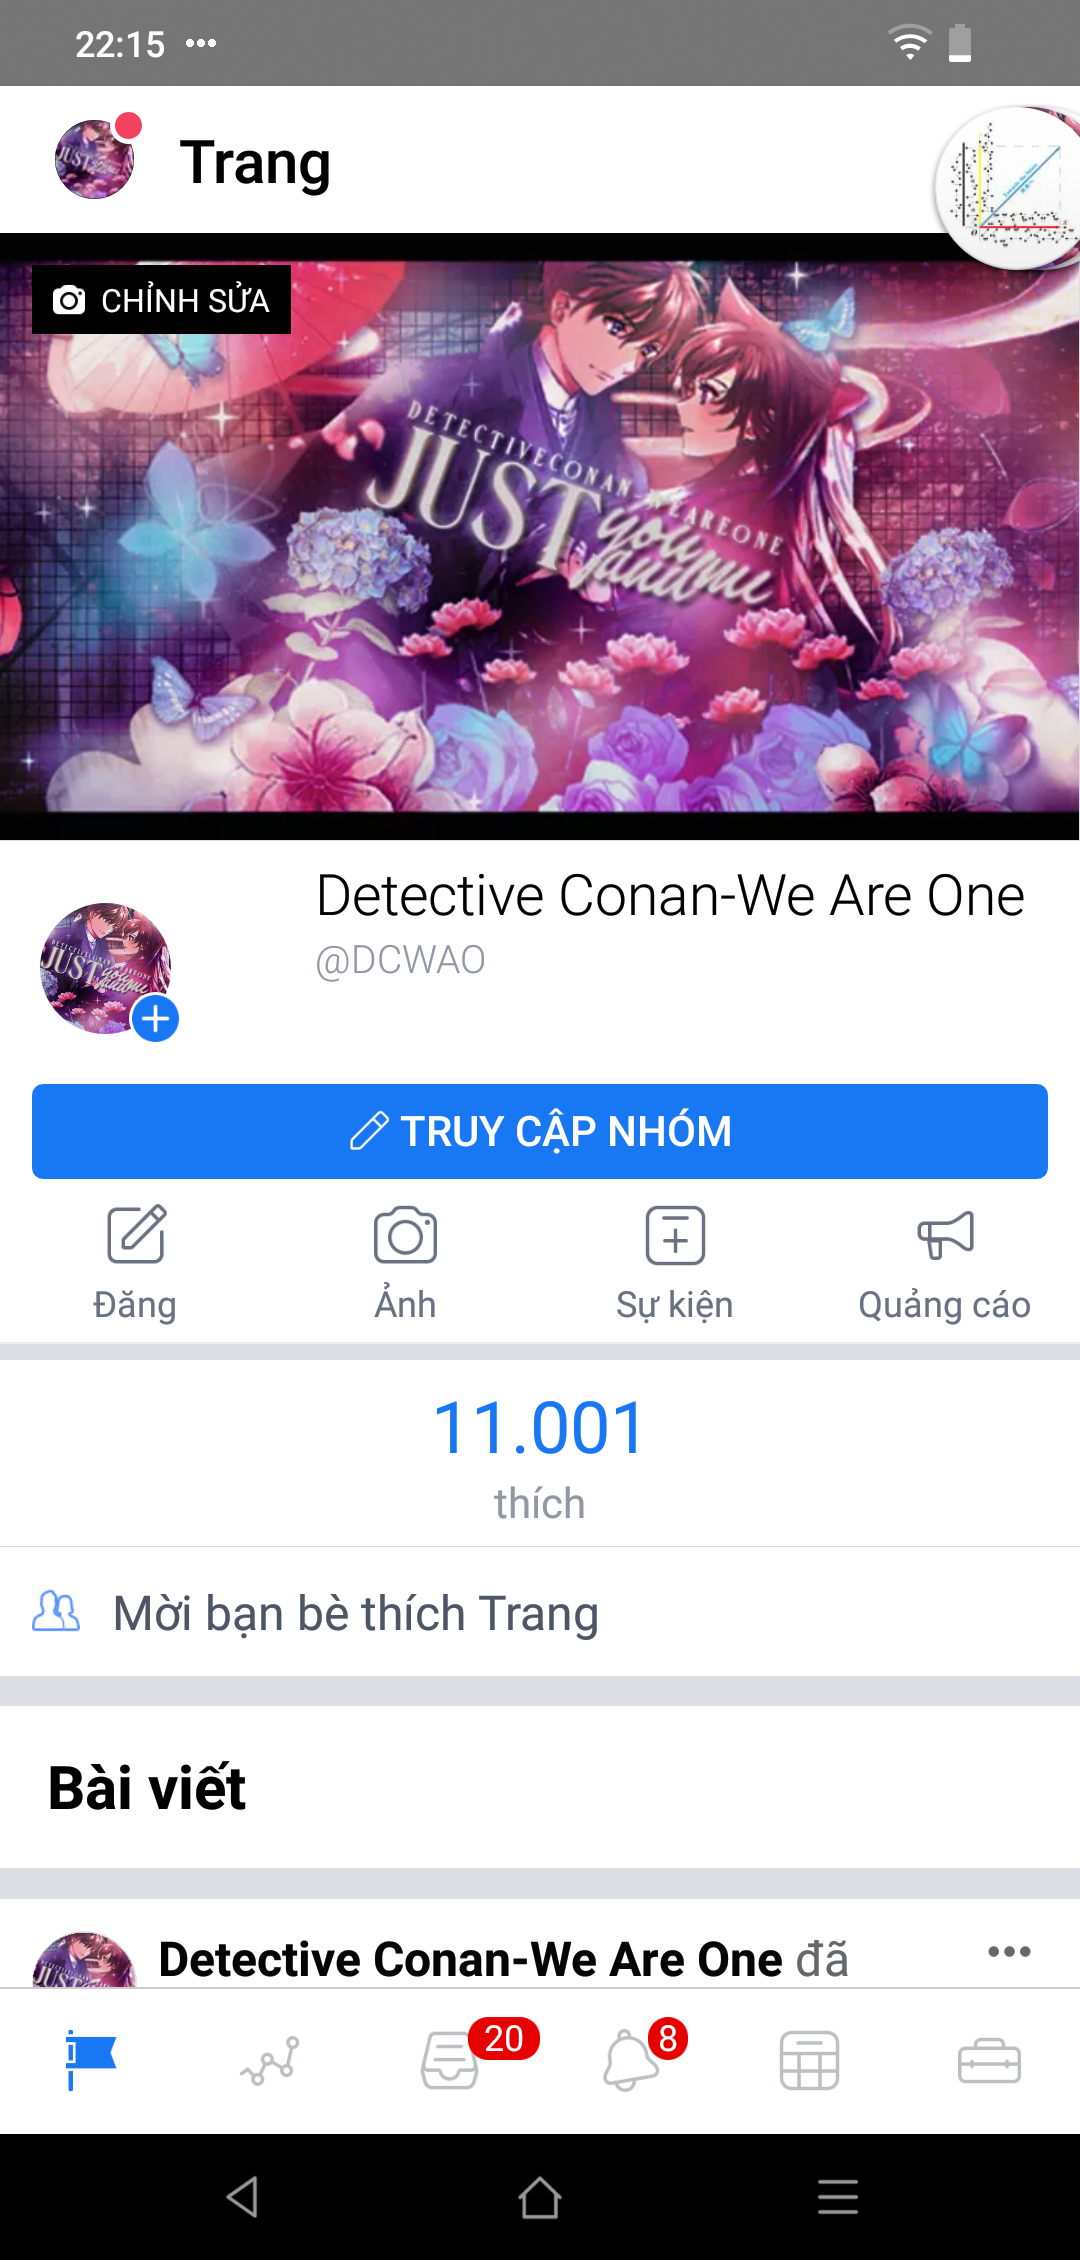 22:15
Trang
CHỈNH SỬA
DETECTIVECONAN WEAREONE
JUST you and me
Detective Conan-We Are One
@DCWAO
TRUY CẬP NHÓM
Đăng
Ảnh
Sự kiện
Quảng cáo
11.001
thích
Mời bạn bè thích Trang
Bài viết
Detective Conan-We Are One đã
20
8